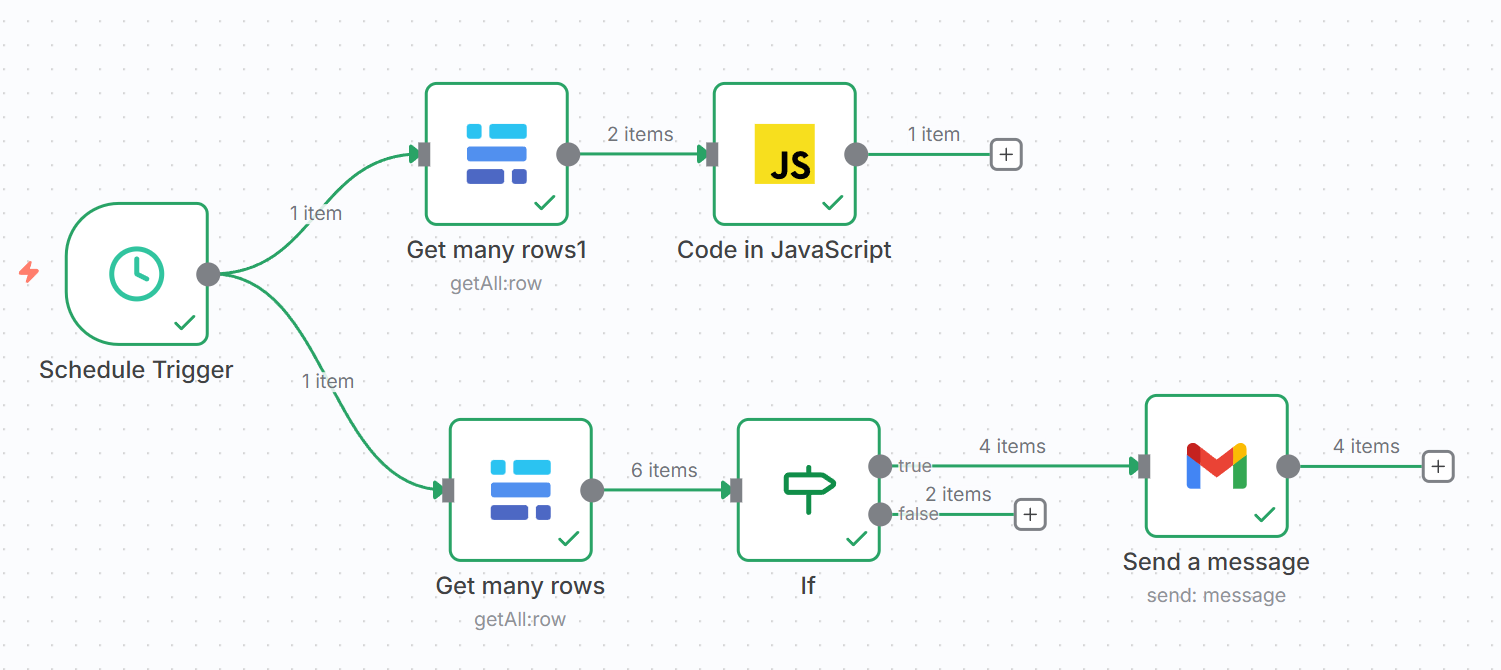 1 item
2 items
JS
1 item
Get many rows1
getAll:row
Code in JavaScript
Schedule Trigger
1 item
6 items
true
4 items
2 items
false
4 items
Get many rows
getAll:row
If
Send a message
send: message